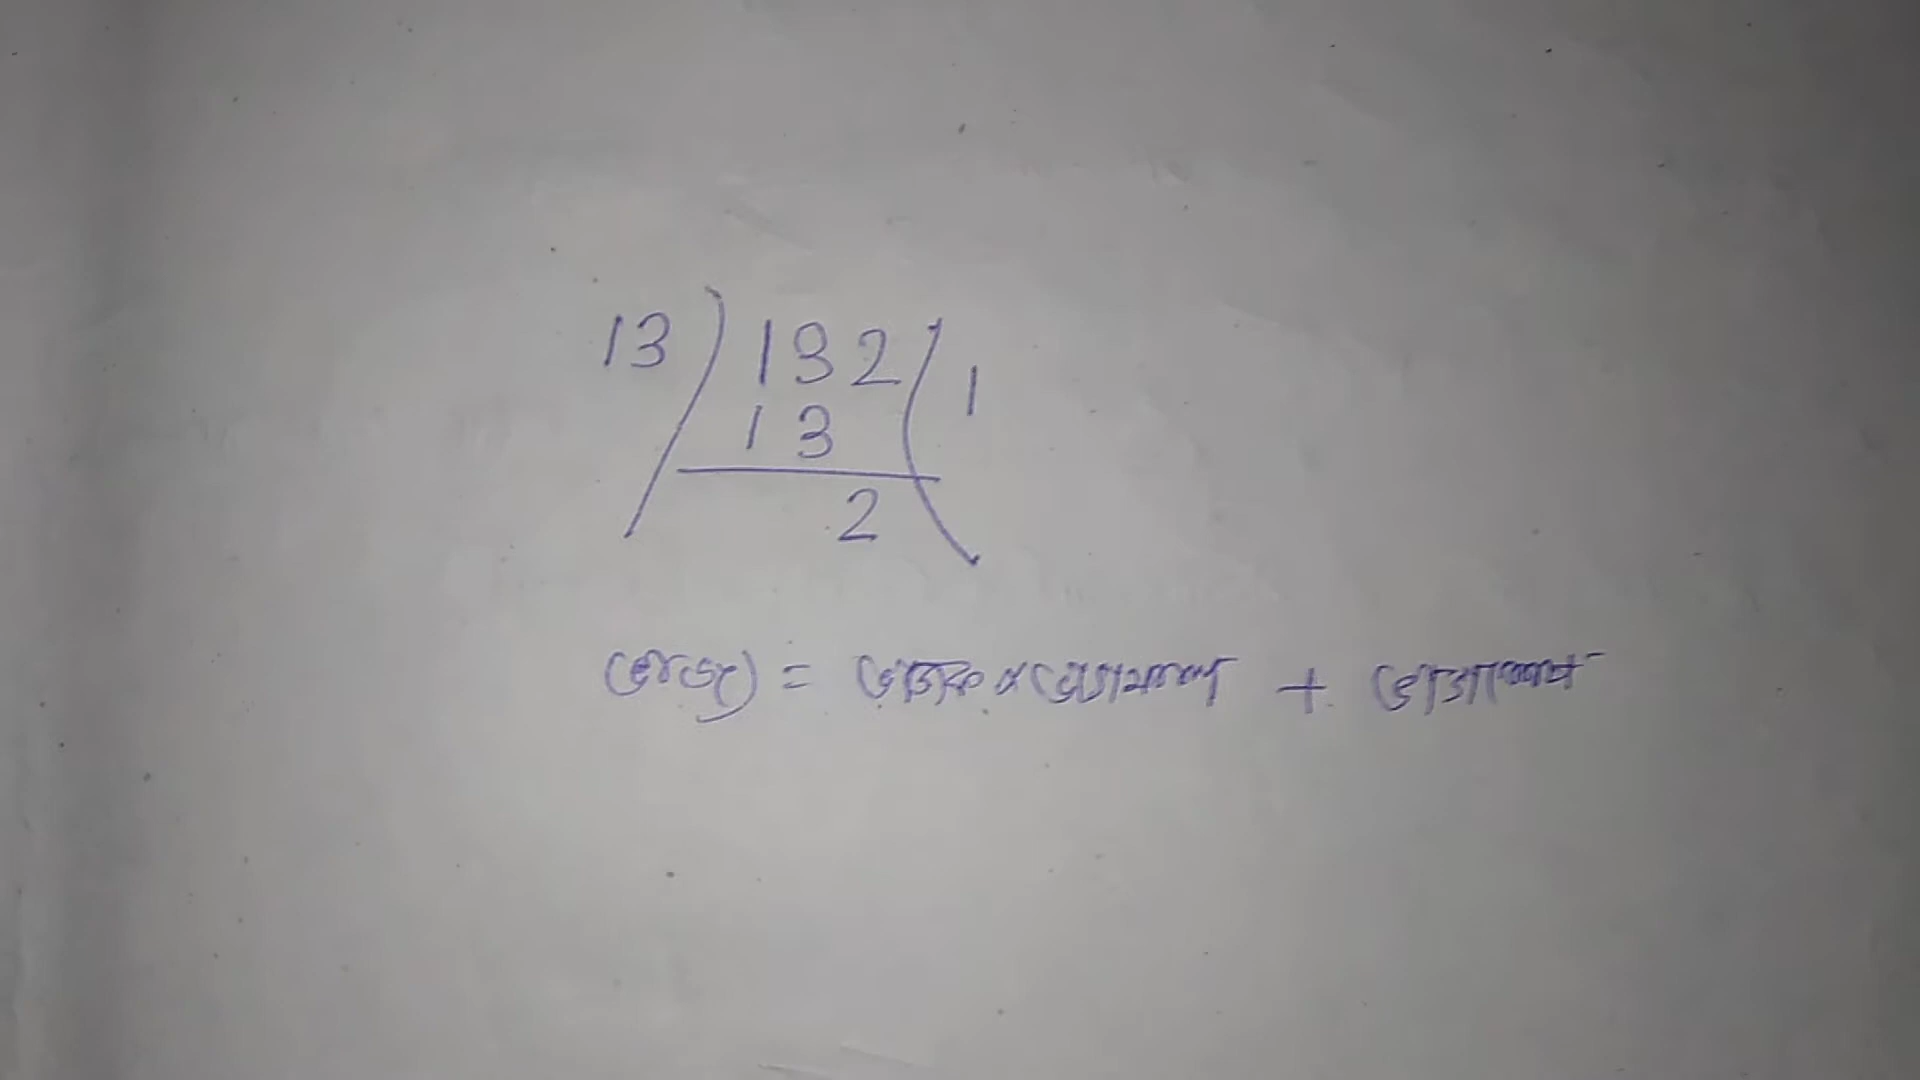 13 ) 132 ( 1
13
2
ভাজ্য = ভাজক × ভাগফল + ভাগশেষ